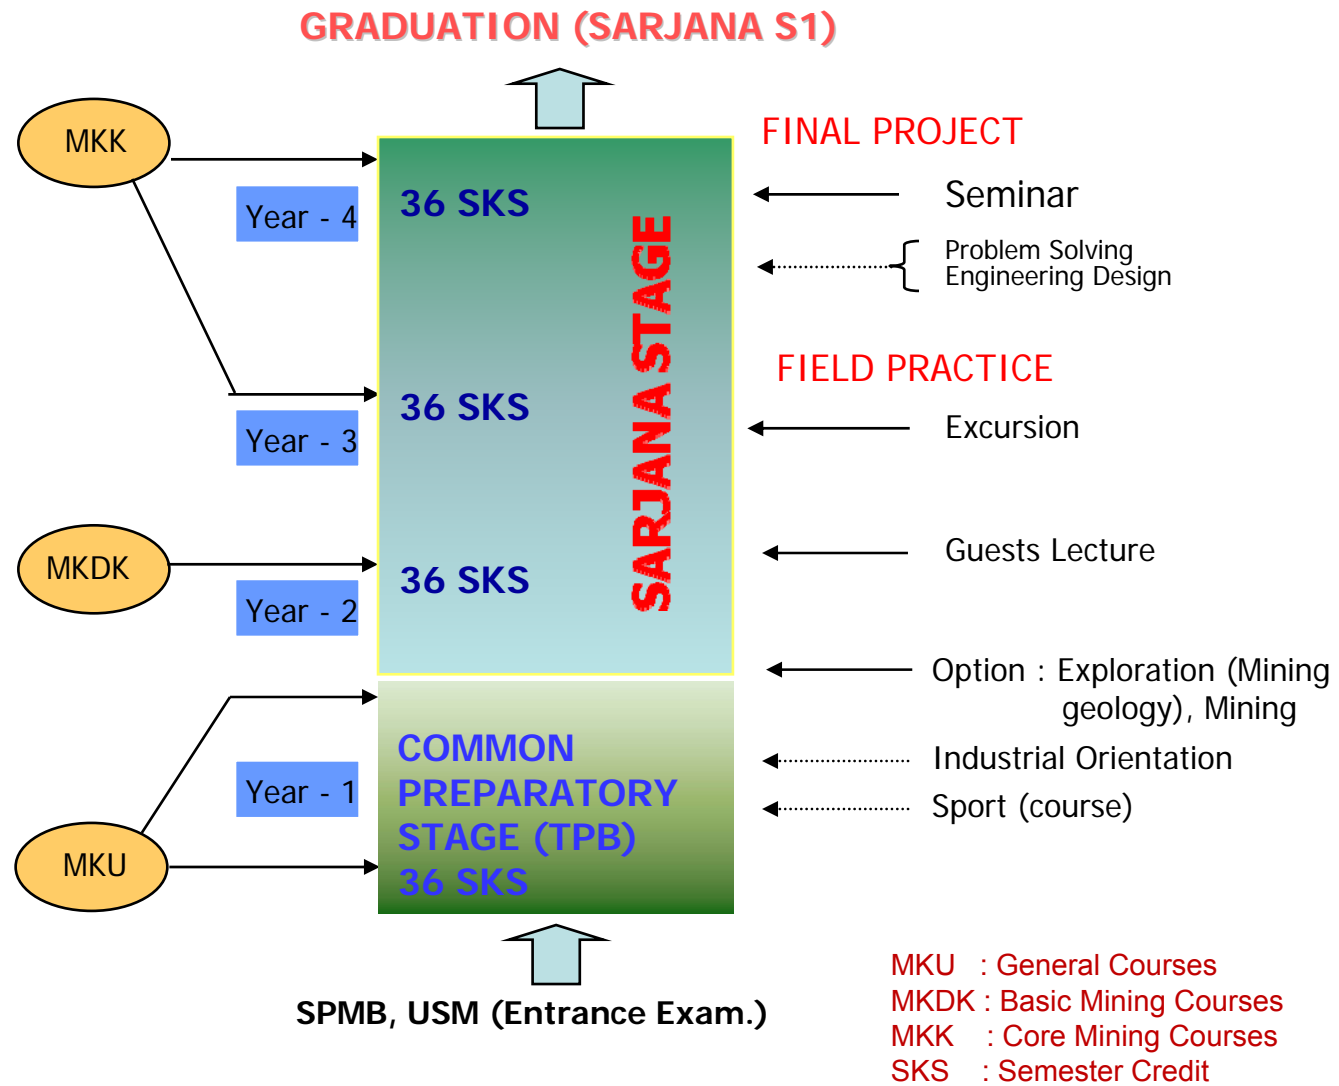 GRADUATION (SARJANA S1)
MKK
Year - 4
36 SKS
FINAL PROJECT
Seminar
Problem Solving
Engineering Design
SARJANA STAGE
FIELD PRACTICE
Year - 3
36 SKS
Excursion
MKDK
Year - 2
36 SKS
Guests Lecture
Option : Exploration (Mining
geology), Mining
Industrial Orientation
Sport (course)
Year - 1
COMMON
PREPARATORY
STAGE (TPB)
36 SKS
MKU
SPMB, USM (Entrance Exam.)
MKU : General Courses
MKDK : Basic Mining Courses
MKK : Core Mining Courses
SKS : Semester Credit